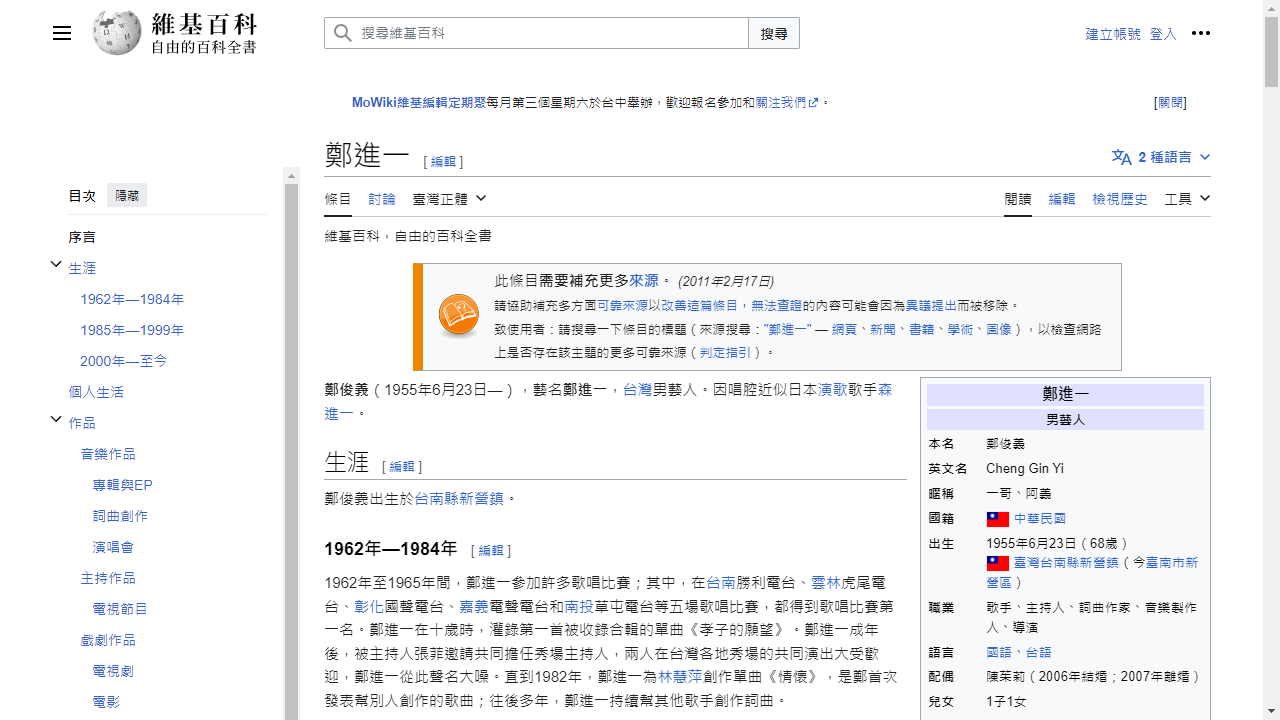 維基百科
自由的百科全書
搜尋維基百科
搜尋
建立帳號 登入
MoWiki維基編輯定期聚每月第三個星期六於台中舉辦，歡迎報名參加和關注我們。
[關閉]
鄭進一 [編輯]
2 種語言
目次 隱藏
序言
生涯
1962年—1984年
1985年—1999年
2000年—至今
個人生活
作品
音樂作品
專輯與EP
詞曲創作
演唱會
主持作品
電視節目
戲劇作品
電視劇
電影
條目 討論 臺灣正體
閱讀 編輯 檢視歷史 工具
維基百科，自由的百科全書
此條目需要補充更多來源。 (2011年2月17日)
請協助補充多方面可靠來源以改善這篇條目，無法查證的內容可能會因為異議提出而被移除。
致使用者：請搜尋一下條目的標題（來源搜尋："鄭進一" — 網頁、新聞、書籍、學術、圖像），以檢查網路
上是否存在該主題的更多可靠來源（判定指引）。
鄭俊義（1955年6月23日—），藝名鄭進一，台灣男藝人。因唱腔近似日本演歌歌手森
進一。
生涯 [編輯]
鄭俊義出生於台南縣新營鎮。
1962年—1984年 [編輯]
1962年至1965年間，鄭進一參加許多歌唱比賽；其中，在台南勝利電台、雲林虎尾電
台、彰化國聲電台、嘉義電聲電台和南投草屯電台等五場歌唱比賽，都得到歌唱比賽第
一名。鄭進一在十歲時，灌錄第一首被收錄合輯的單曲《孝子的願望》。鄭進一成年
後，被主持人張菲邀請共同擔任秀場主持人，兩人在台灣各地秀場的共同演出大受歡
迎，鄭進一從此聲名大噪。直到1982年，鄭進一為林慧萍創作單曲《情懷》，是鄭首次
發表幫別人創作的歌曲；往後多年，鄭進一持續幫其他歌手創作詞曲。
鄭進一
男藝人
本名 鄭俊義
英文名 Cheng Gin Yi
暱稱 一哥、阿義
國籍 中華民國
出生 1955年6月23日（68歲）
臺灣台南縣新營鎮（今臺南市新
營區）
職業 歌手、主持人、詞曲作家、音樂製作
人、導演
語言 國語、台語
配偶 陳茉莉（2006年結婚；2007年離婚）
兒女 1子1女